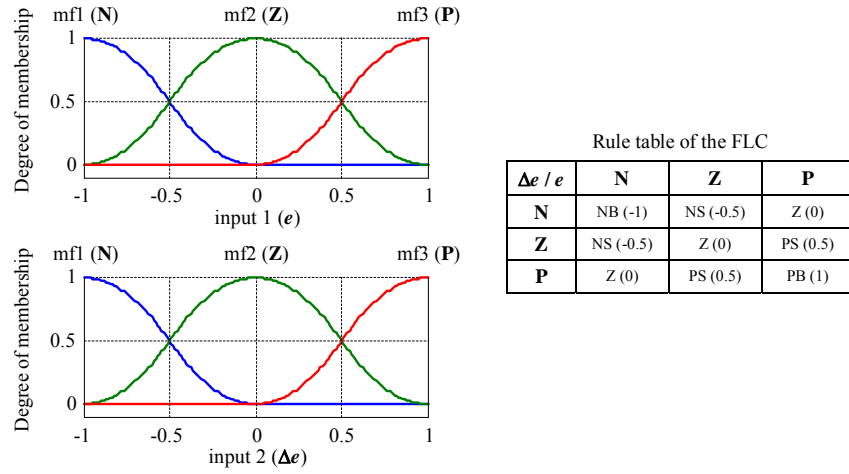 mf1 (N) mf2 (Z) mf3 (P)
Degree of membership
1
0.5
0
-1 -0.5 0 0.5 1
input 1 (e)
mf1 (N) mf2 (Z) mf3 (P)
Degree of membership
1
0.5
0
-1 -0.5 0 0.5 1
input 2 (Δe)
Rule table of the FLC
Δe / e N Z P
N NB (-1) NS (-0.5) Z (0)
Z NS (-0.5) Z (0) PS (0.5)
P Z (0) PS (0.5) PB (1)